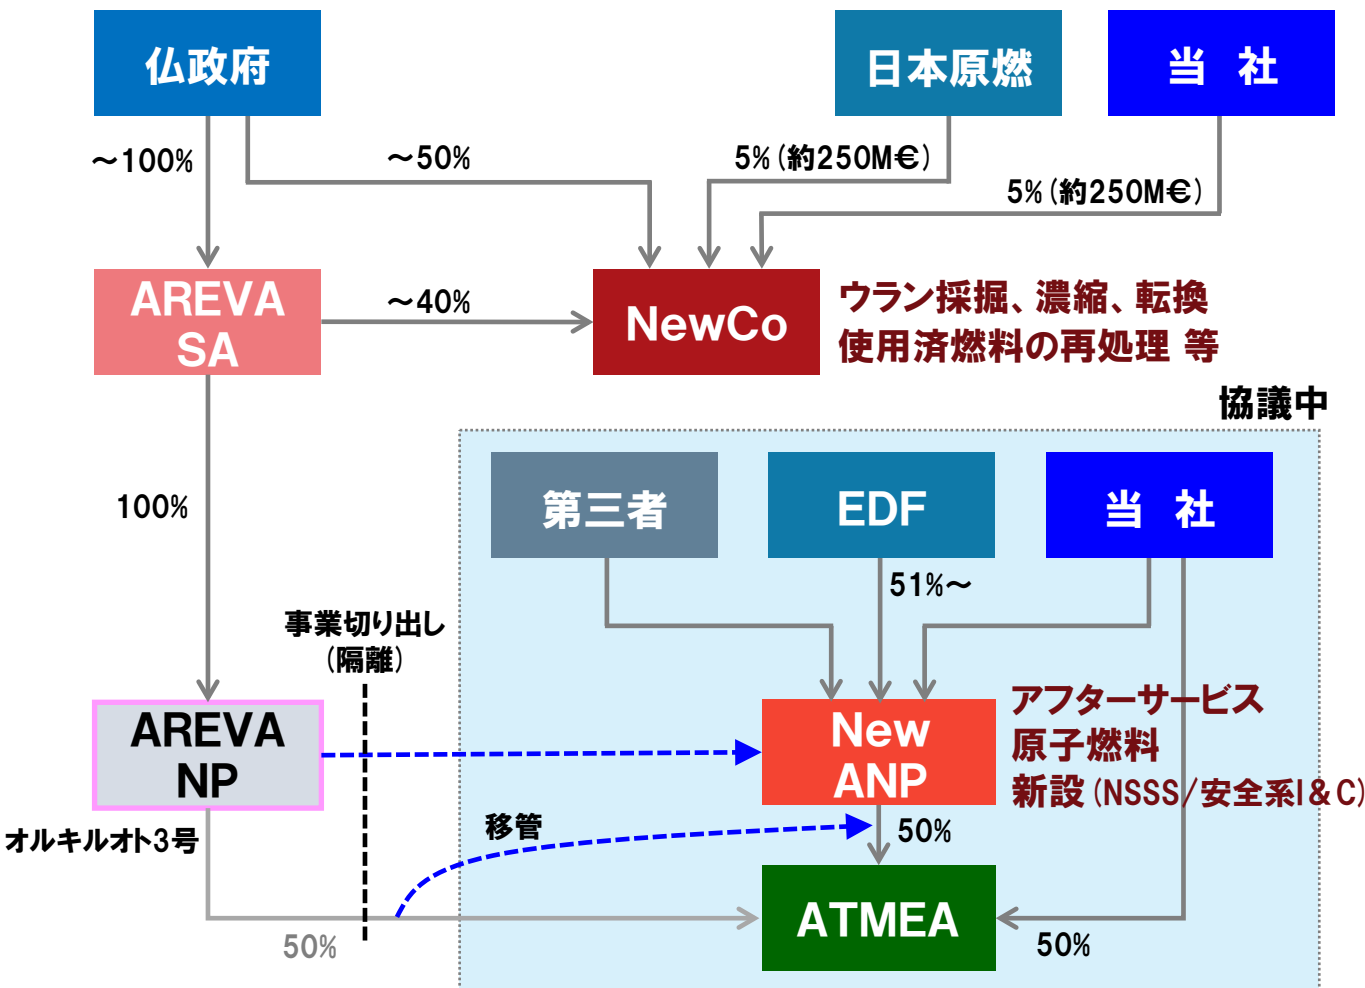 仏政府
日本原燃
当　社
～100%
～50%
5%(約250M€)
5%(約250M€)
AREVA
SA
～40%
NewCo
ウラン採掘、濃縮、転換
使用済燃料の再処理 等
協議中
100%
第三者
EDF
当　社
51%～
事業切り出し
(隔離)
AREVA
NP
New
ANP
アフターサービス
原子燃料
新設(NSSS/安全系I＆C)
オルキルオト3号
移管
50%
ATMEA
50%
50%